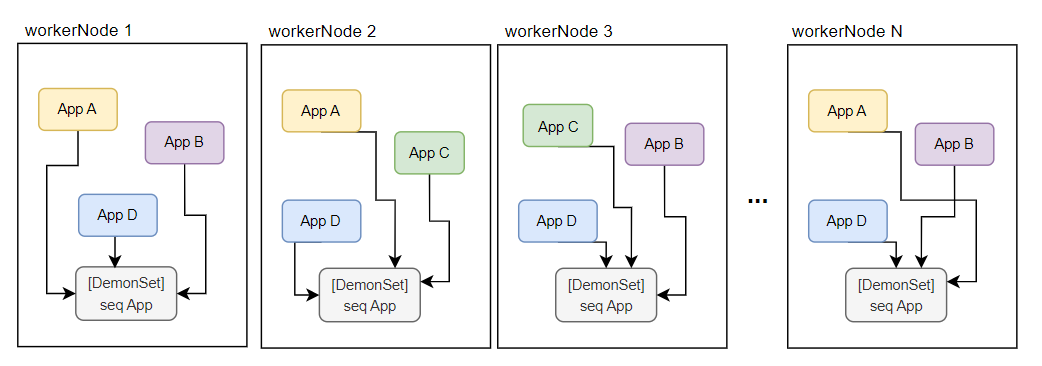 workerNode 1
App A
App B
App D
[DemonSet]
seq App
workerNode 2
App A
App C
App D
[DemonSet]
seq App
workerNode 3
App C
App B
App D
[DemonSet]
seq App
...
workerNode N
App A
App B
App D
[DemonSet]
seq App